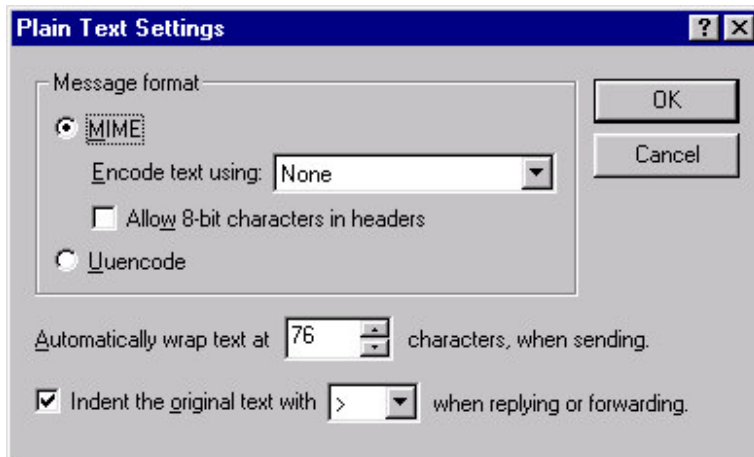 Plain Text Settings
Message format
MIME
OK
Encode text using: None
Cancel
Allow 8-bit characters in headers
Uuencode
Automatically wrap text at 76 characters, when sending.
Indent the original text with > when replying or forwarding.